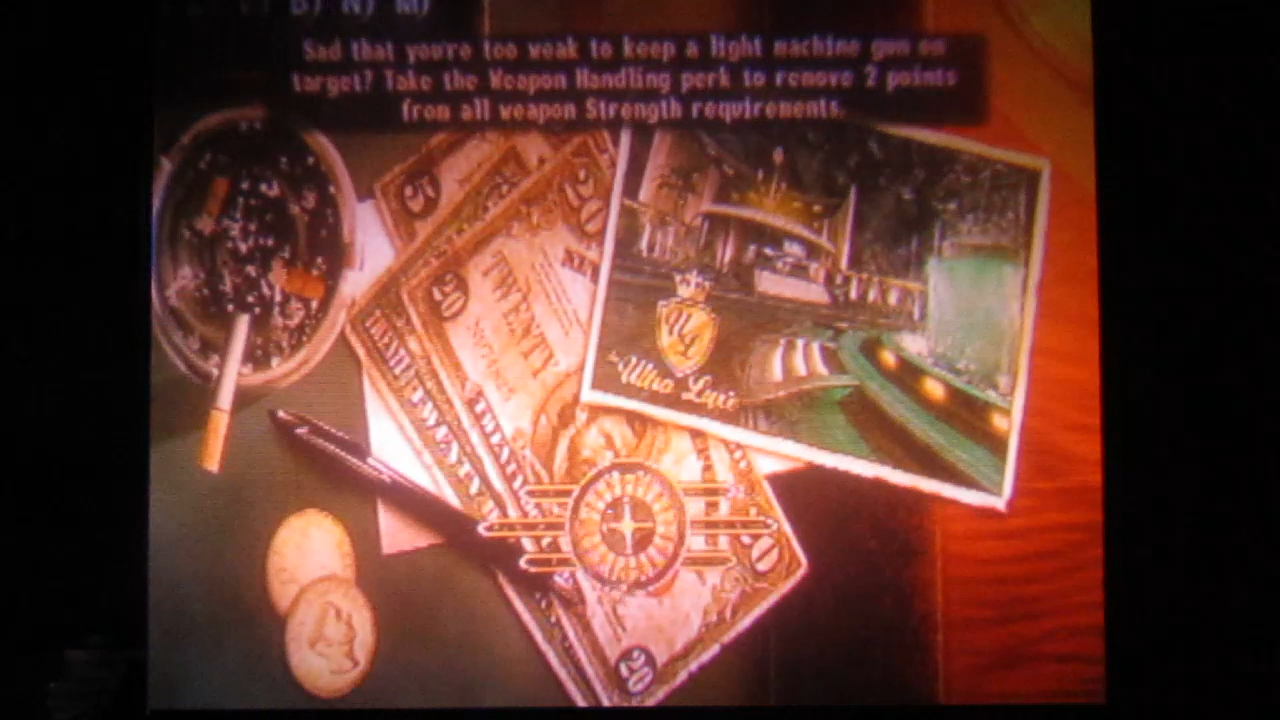 B) N) M)
Sad that you're too weak to keep a light machine gun on
target? Take the Weapon Handling perk to remove 2 points
from all weapon Strength requirements.
5
20
20
TWENTY
TWENTY
Ultra Luxe
20